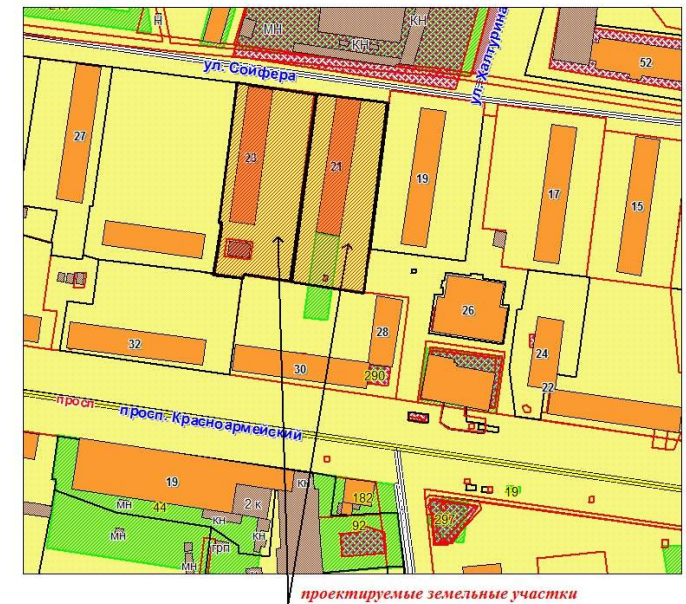 Н
МН
КН
КН
ул. Сойфера
ул. Халтурина
52
27
23
21
19
17
15
26
28
24
22
32
30
290
просп
просп. Красноармейский
19
кн
2 к
мн
44
кн
кн
мн
грп
мн
182
92
19
297
проектируемые земельные участки